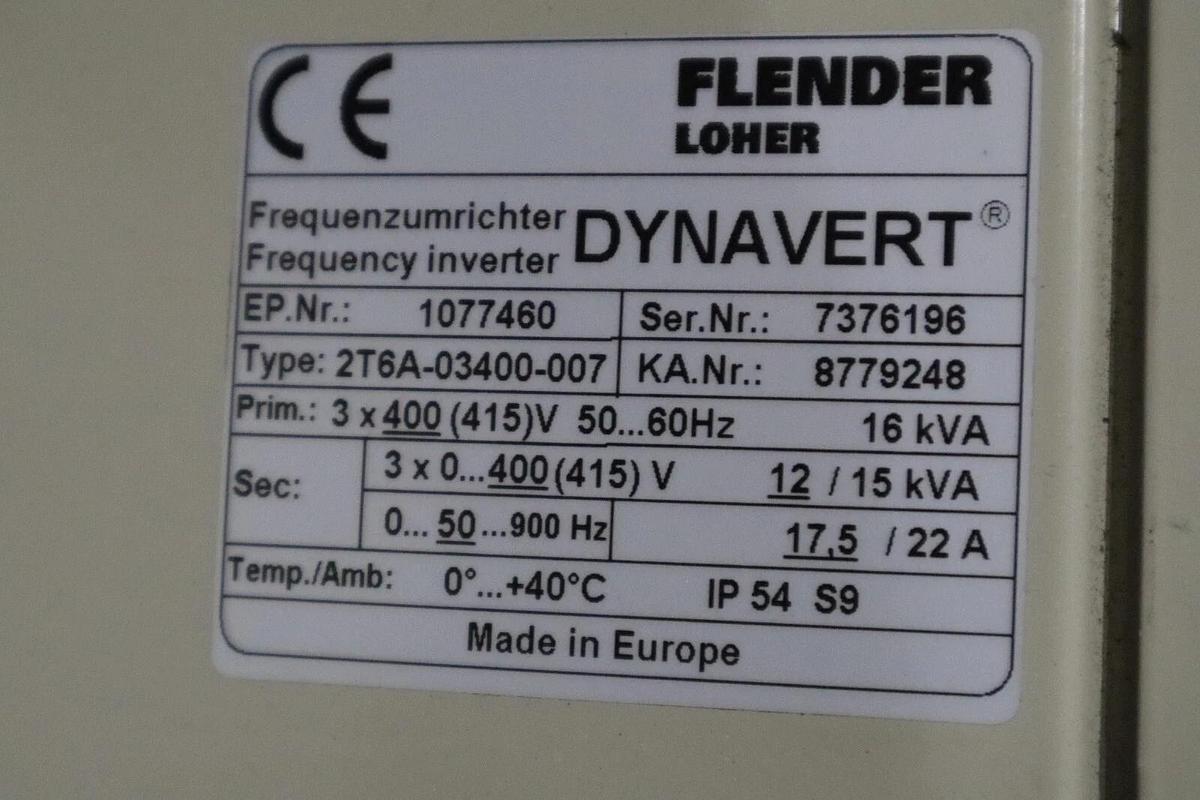 CE FLENDER
LOHER
Frequenzumrichter DYNAVERT®
Frequency inverter
EP.Nr.: 1077460 Ser.Nr.: 7376196
Type: 2T6A-03400-007 KA.Nr.: 8779248
Prim.: 3 x 400 (415)V 50...60Hz 16 kVA
Sec: 3 x 0...400 (415) V 12 / 15 kVA
0... 50 ...900 Hz 17,5 / 22 A
Temp./Amb: 0°...+40°C IP 54 S9
Made in Europe